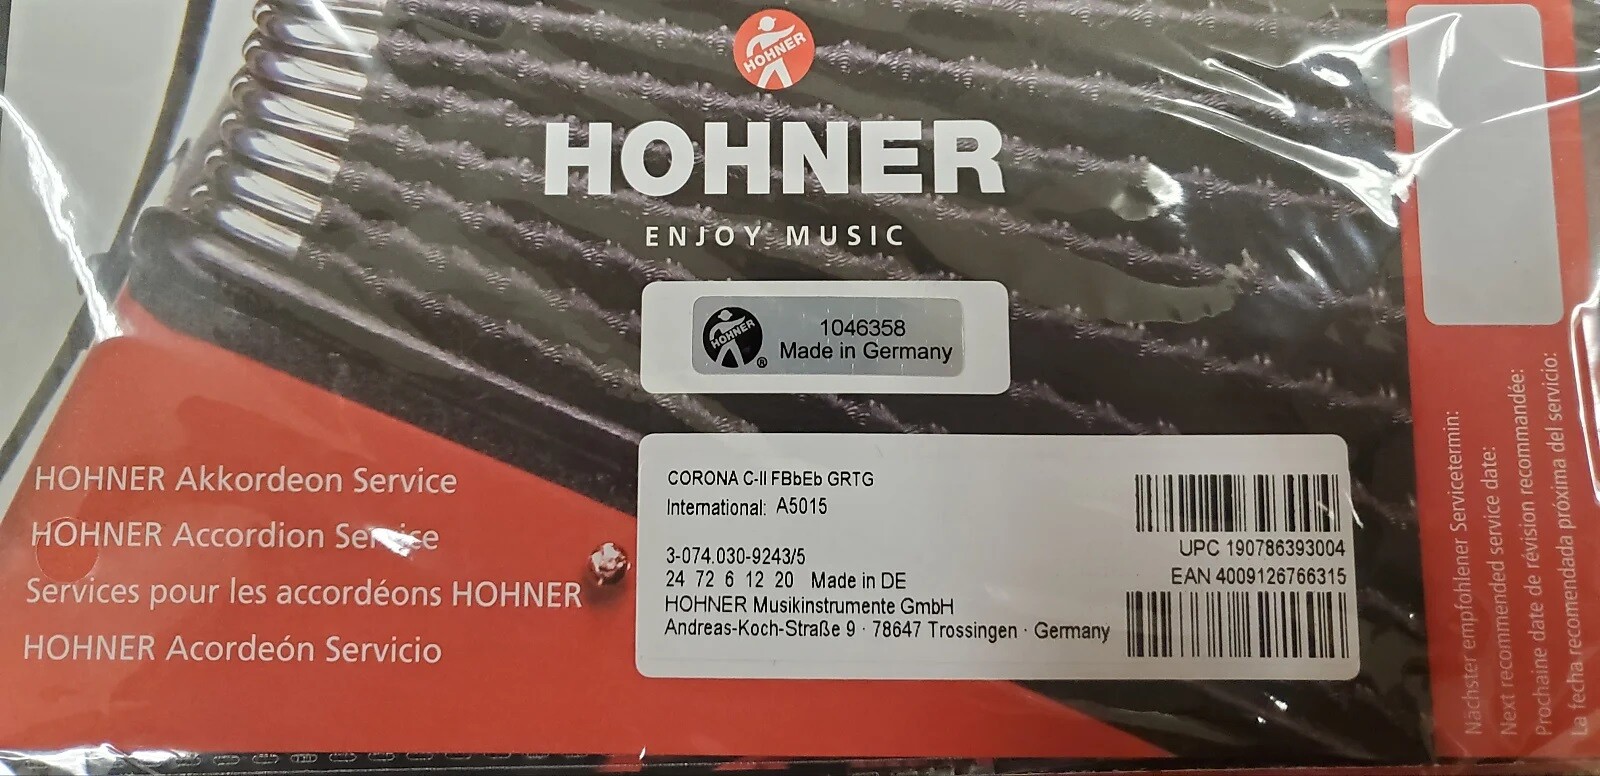 HOHNER
HOHNER
ENJOY MUSIC
HOHNER
®
1046358
Made in Germany
HOHNER Akkordeon Service
HOHNER Accordion Service
Services pour les accordéons HOHNER
HOHNER Acordeón Servicio
CORONA C-II FBbEb GRTG
International: A5015
3-074.030-9243/5
24 72 6 12 20 Made in DE
HOHNER Musikinstrumente GmbH
Andreas-Koch-Straße 9 · 78647 Trossingen · Germany
UPC 190786393004
EAN 4009126766315
Nächster empfohlener Servicetermin:
Next recommended service date:
Prochaine date de révision recommandée:
La fecha recomendada próxima del servicio: